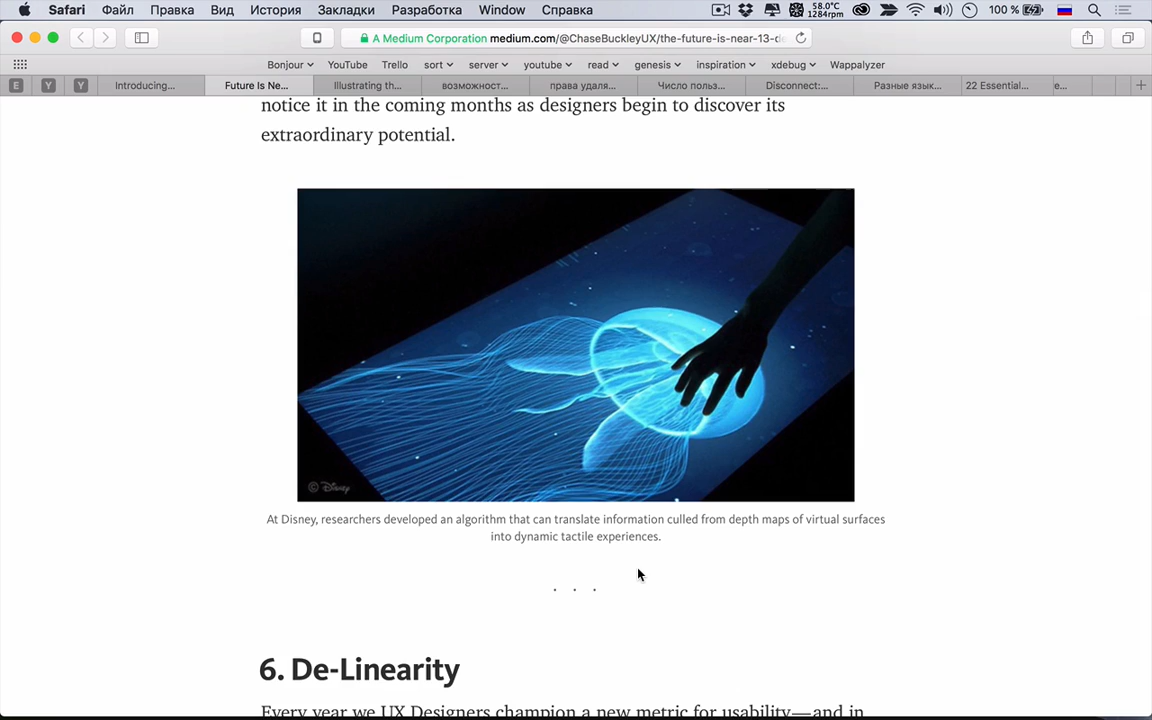 Safari Файл Правка Вид История Закладки Разработка Window Справка 58.0°C 1284rpm 100 %
A Medium Corporation medium.com/@ChaseBuckleyUX/the-future-is-near-13-d
Bonjour YouTube Trello sort server youtube read genesis inspiration xdebug Wappalyzer
E Y Y Introducing... Future Is Ne... Illustrating th... возможност... права удаля... Число польз... Disconnect:... Разные язык... 22 Essential... e...
notice it in the coming months as designers begin to discover its
extraordinary potential.
© Disney
At Disney, researchers developed an algorithm that can translate information culled from depth maps of virtual surfaces
into dynamic tactile experiences.
. . .
6. De-Linearity
Every year we UX Designers champion a new metric for usability—and in